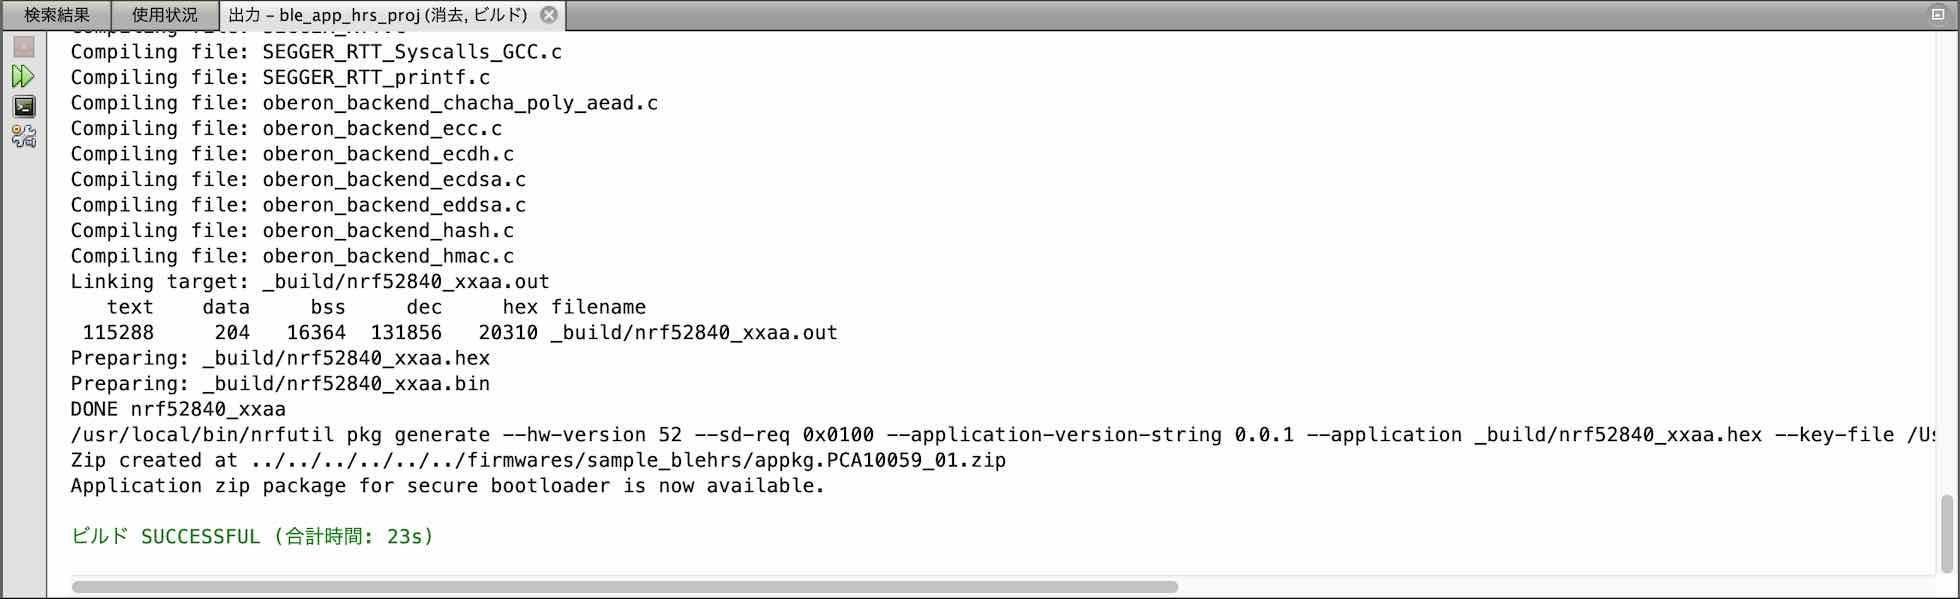 検索結果 使用状況 出力 – ble_app_hrs_proj (消去, ビルド)
Compiling file: SEGGER_RTT_Syscalls_GCC.c
Compiling file: SEGGER_RTT_printf.c
Compiling file: oberon_backend_chacha_poly_aead.c
Compiling file: oberon_backend_ecc.c
Compiling file: oberon_backend_ecdh.c
Compiling file: oberon_backend_ecdsa.c
Compiling file: oberon_backend_eddsa.c
Compiling file: oberon_backend_hash.c
Compiling file: oberon_backend_hmac.c
Linking target: _build/nrf52840_xxaa.out
text data bss dec hex filename
115288 204 16364 131856 20310 _build/nrf52840_xxaa.out
Preparing: _build/nrf52840_xxaa.hex
Preparing: _build/nrf52840_xxaa.bin
DONE nrf52840_xxaa
/usr/local/bin/nrfutil pkg generate --hw-version 52 --sd-req 0x0100 --application-version-string 0.0.1 --application _build/nrf52840_xxaa.hex --key-file
Zip created at ../../../../../../firmwares/sample_blehrs/appkg.PCA10059_01.zip
Application zip package for secure bootloader is now available.
ビルド SUCCESSFUL (合計時間: 23s)